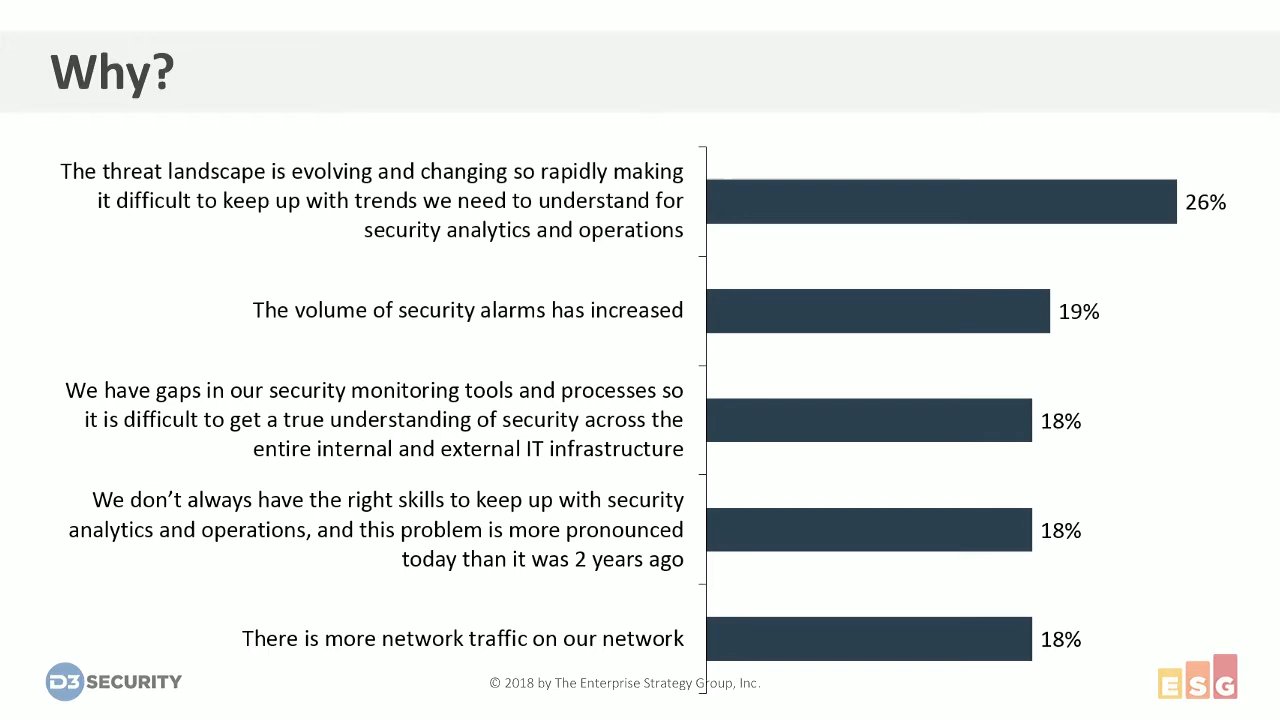 Why?
The threat landscape is evolving and changing so rapidly making
it difficult to keep up with trends we need to understand for
security analytics and operations
26%
The volume of security alarms has increased
19%
We have gaps in our security monitoring tools and processes so
it is difficult to get a true understanding of security across the
entire internal and external IT infrastructure
18%
We don’t always have the right skills to keep up with security
analytics and operations, and this problem is more pronounced
today than it was 2 years ago
18%
There is more network traffic on our network
18%
D3 SECURITY
© 2018 by The Enterprise Strategy Group, Inc.
ESG